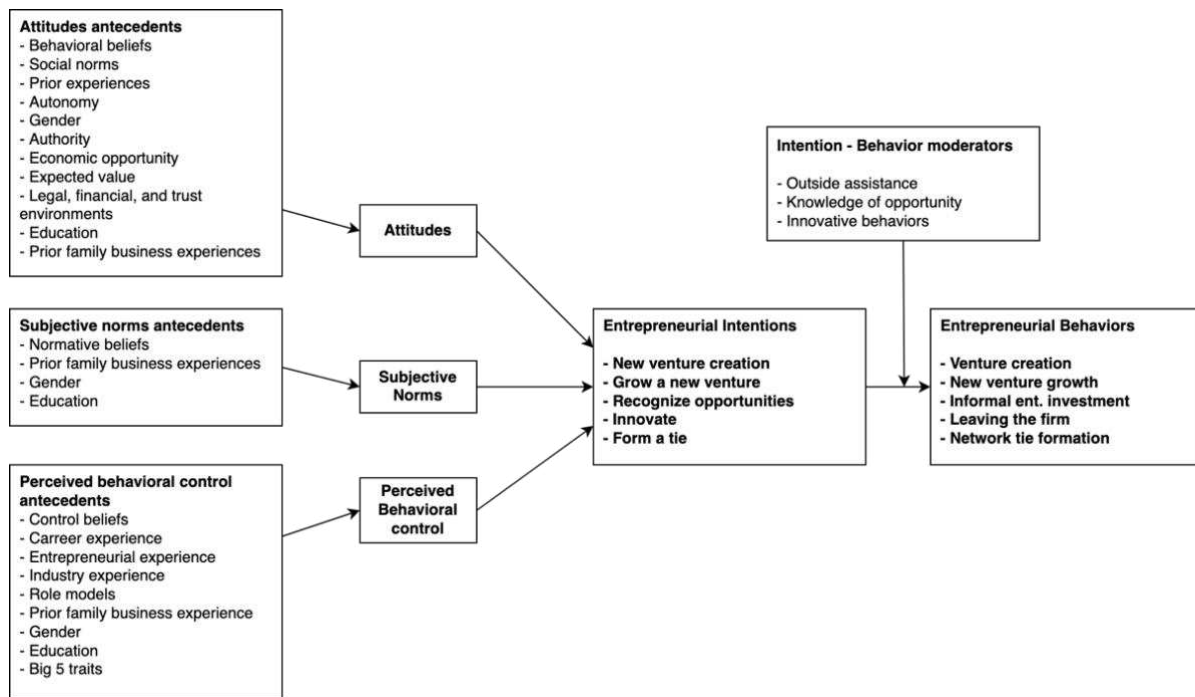 Attitudes antecedents
- Behavioral beliefs
- Social norms
- Prior experiences
- Autonomy
- Gender
- Authority
- Economic opportunity
- Expected value
- Legal, financial, and trust
environments
- Education
- Prior family business experiences
Subjective norms antecedents
- Normative beliefs
- Prior family business experiences
- Gender
- Education
Perceived behavioral control
antecedents
- Control beliefs
- Carreer experience
- Entrepreneurial experience
- Industry experience
- Role models
- Prior family business experience
- Gender
- Education
- Big 5 traits
Attitudes
Subjective
Norms
Perceived
Behavioral
control
Entrepreneurial Intentions
- New venture creation
- Grow a new venture
- Recognize opportunities
- Innovate
- Form a tie
Intention - Behavior moderators
- Outside assistance
- Knowledge of opportunity
- Innovative behaviors
Entrepreneurial Behaviors
- Venture creation
- New venture growth
- Informal ent. investment
- Leaving the firm
- Network tie formation